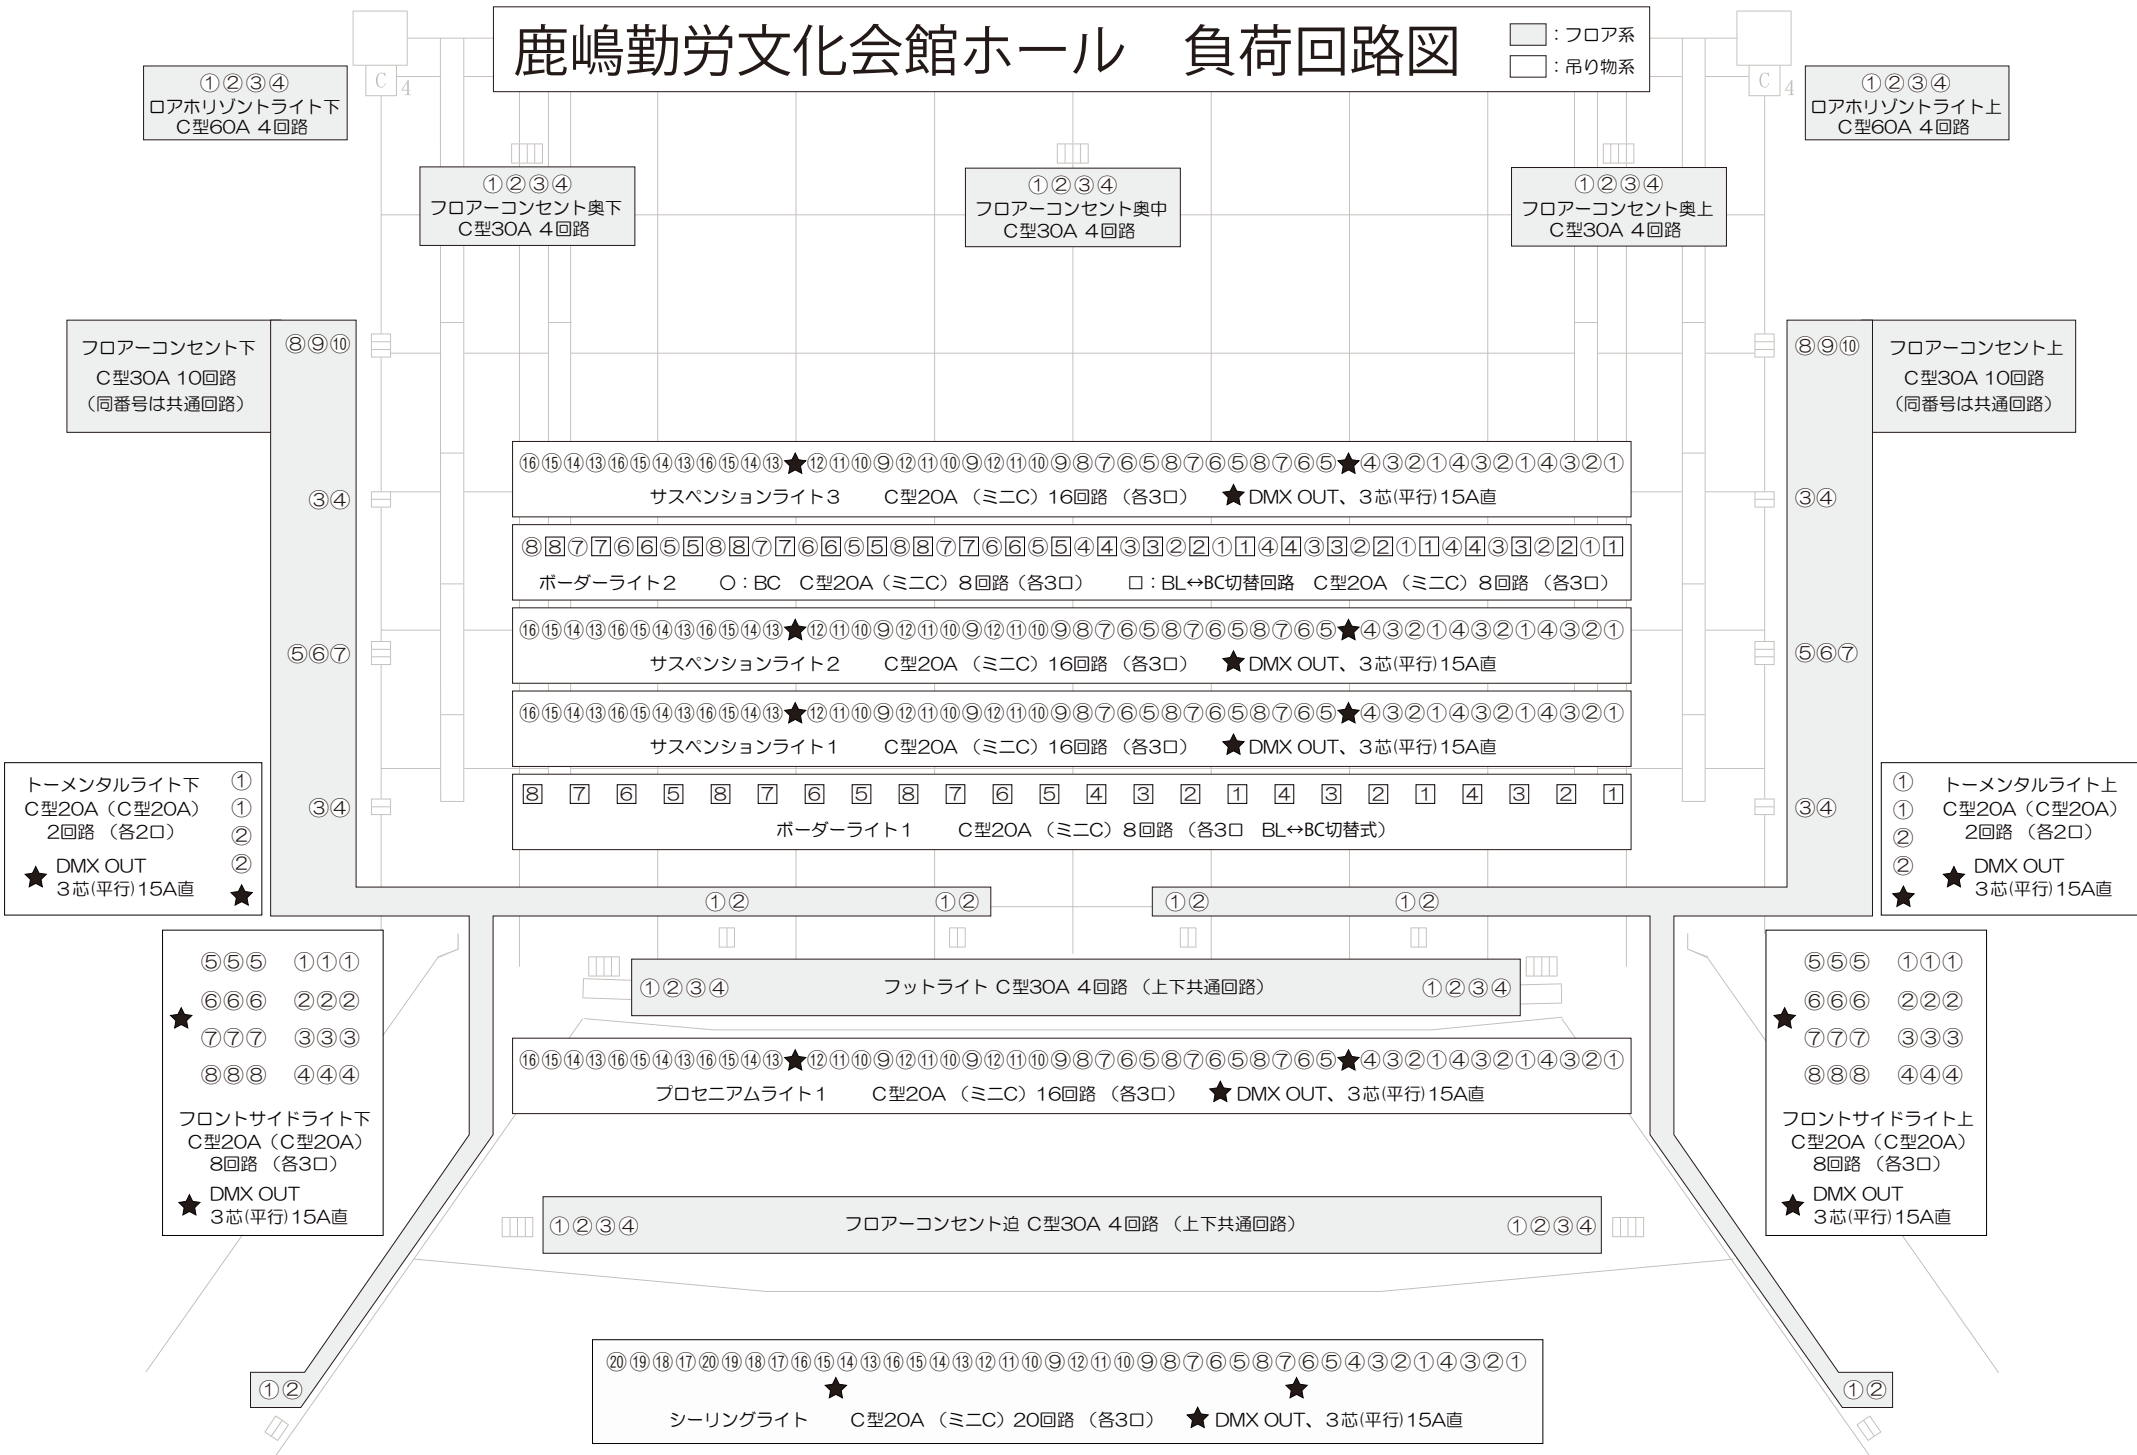 鹿嶋勤労文化会館ホール　負荷回路図
：フロア系
：吊り物系
C 4
C 4
①②③④
ロアホリゾントライト下
C型60A 4回路
①②③④
ロアホリゾントライト上
C型60A 4回路
①②③④
フロアーコンセント奥下
C型30A 4回路
①②③④
フロアーコンセント奥中
C型30A 4回路
①②③④
フロアーコンセント奥上
C型30A 4回路
フロアーコンセント下
C型30A 10回路
（同番号は共通回路）
⑧⑨⑩
③④
⑤⑥⑦
③④
⑧⑨⑩
フロアーコンセント上
C型30A 10回路
（同番号は共通回路）
③④
⑤⑥⑦
③④
⑯⑮⑭⑬⑯⑮⑭⑬⑯⑮⑭⑬★⑫⑪⑩⑨⑫⑪⑩⑨⑫⑪⑩⑨⑧⑦⑥⑤⑧⑦⑥⑤⑧⑦⑥⑤★④③②①④③②①④③②①
サスペンションライト3　C型20A （ミニC）16回路 （各3口）　★DMX OUT、3芯(平行)15A直
⑧8⑦7⑥6⑤5⑧8⑦7⑥6⑤5⑧8⑦7⑥6⑤5④4③3②2①1④4③3②2①1④4③3②2①1
ボーダーライト2　○：BC　C型20A（ミニC）8回路（各3口）　□：BL⇔BC切替回路　C型20A （ミニC）8回路 （各3口）
⑯⑮⑭⑬⑯⑮⑭⑬⑯⑮⑭⑬★⑫⑪⑩⑨⑫⑪⑩⑨⑫⑪⑩⑨⑧⑦⑥⑤⑧⑦⑥⑤⑧⑦⑥⑤★④③②①④③②①④③②①
サスペンションライト2　C型20A （ミニC）16回路 （各3口）　★DMX OUT、3芯(平行)15A直
⑯⑮⑭⑬⑯⑮⑭⑬⑯⑮⑭⑬★⑫⑪⑩⑨⑫⑪⑩⑨⑫⑪⑩⑨⑧⑦⑥⑤⑧⑦⑥⑤⑧⑦⑥⑤★④③②①④③②①④③②①
サスペンションライト1　C型20A （ミニC）16回路 （各3口）　★DMX OUT、3芯(平行)15A直
8 7 6 5 8 7 6 5 8 7 6 5 4 3 2 1 4 3 2 1 4 3 2 1
ボーダーライト1　C型20A （ミニC）8回路 （各3口　BL⇔BC切替式）
トーメンタルライト下
C型20A（C型20A）
2回路 （各2口）
★ DMX OUT
3芯(平行)15A直
①
①
②
②
★
①
①
②
②
★
トーメンタルライト上
C型20A（C型20A）
2回路 （各2口）
★ DMX OUT
3芯(平行)15A直
①② ①② ①② ①②
⑤⑤⑤ ①①①
⑥⑥⑥ ②②②
★
⑦⑦⑦ ③③③
⑧⑧⑧ ④④④
フロントサイドライト下
C型20A（C型20A）
8回路 （各3口）
★ DMX OUT
3芯(平行)15A直
⑤⑤⑤ ①①①
⑥⑥⑥ ②②②
★
⑦⑦⑦ ③③③
⑧⑧⑧ ④④④
フロントサイドライト上
C型20A（C型20A）
8回路 （各3口）
★ DMX OUT
3芯(平行)15A直
①②③④ フットライト C型30A 4回路 （上下共通回路） ①②③④
⑯⑮⑭⑬⑯⑮⑭⑬⑯⑮⑭⑬★⑫⑪⑩⑨⑫⑪⑩⑨⑫⑪⑩⑨⑧⑦⑥⑤⑧⑦⑥⑤⑧⑦⑥⑤★④③②①④③②①④③②①
プロセニアムライト1　C型20A （ミニC）16回路 （各3口）　★DMX OUT、3芯(平行)15A直
①②③④ フロアーコンセント迫 C型30A 4回路 （上下共通回路） ①②③④
①② ①②
⑳⑲⑱⑰⑳⑲⑱⑰⑯⑮⑭⑬⑯⑮⑭⑬⑫⑪⑩⑨⑫⑪⑩⑨⑧⑦⑥⑤⑧⑦⑥⑤④③②①④③②①
★ ★
シーリングライト　C型20A （ミニC）20回路 （各3口）　★DMX OUT、3芯(平行)15A直